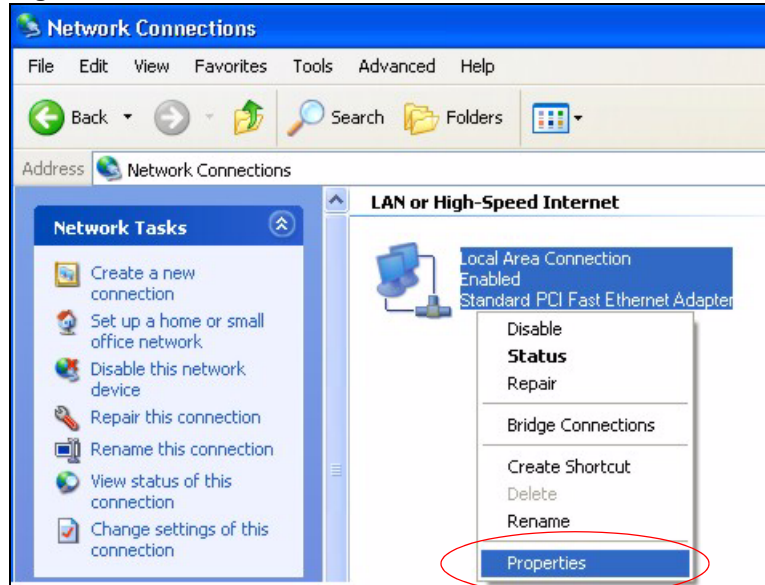 Network Connections
File Edit View Favorites Tools Advanced Help
Back Search Folders
Address Network Connections
Network Tasks
Create a new
connection
Set up a home or small
office network
Disable this network
device
Repair this connection
Rename this connection
View status of this
connection
Change settings of this
connection
LAN or High-Speed Internet
Local Area Connection
Enabled
Standard PCI Fast Ethernet Adapter
Disable
Status
Repair
Bridge Connections
Create Shortcut
Delete
Rename
Properties